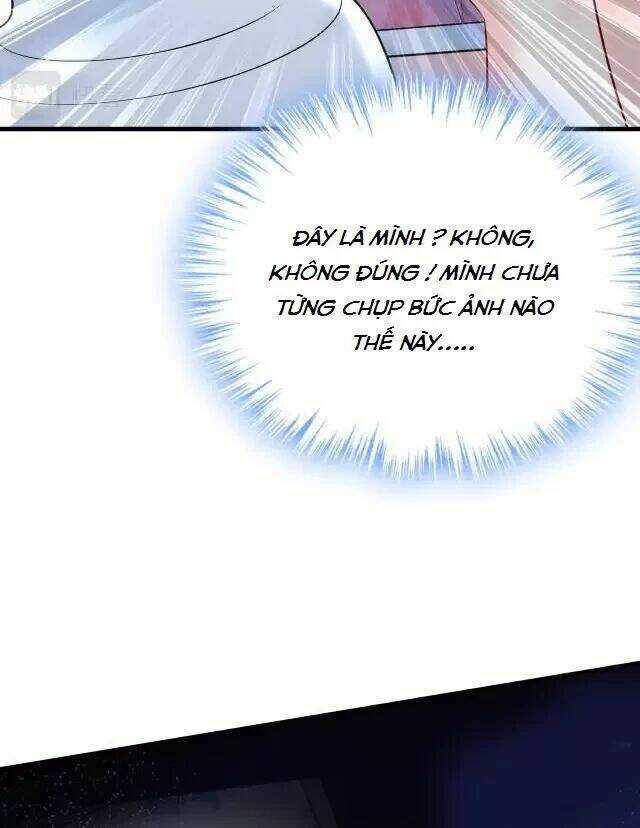 ĐÂY LÀ MÌNH ? KHÔNG,
KHÔNG ĐÚNG ! MÌNH CHƯA
TỪNG CHỤP BỨC ẢNH NÀO
THẾ NÀY.....